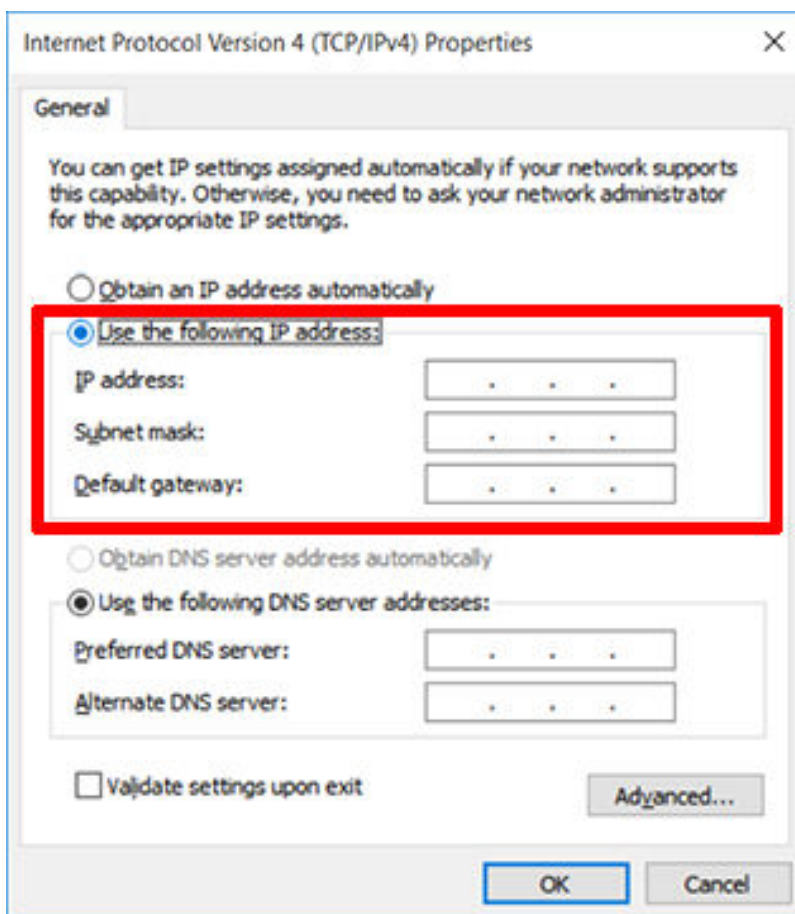 Internet Protocol Version 4 (TCP/IPv4) Properties
General
You can get IP settings assigned automatically if your network supports
this capability. Otherwise, you need to ask your network administrator
for the appropriate IP settings.
Obtain an IP address automatically
Use the following IP address:
IP address: . . .
Subnet mask: . . .
Default gateway: . . .
Obtain DNS server address automatically
Use the following DNS server addresses:
Preferred DNS server: . . .
Alternate DNS server: . . .
Validate settings upon exit
Advanced...
OK Cancel